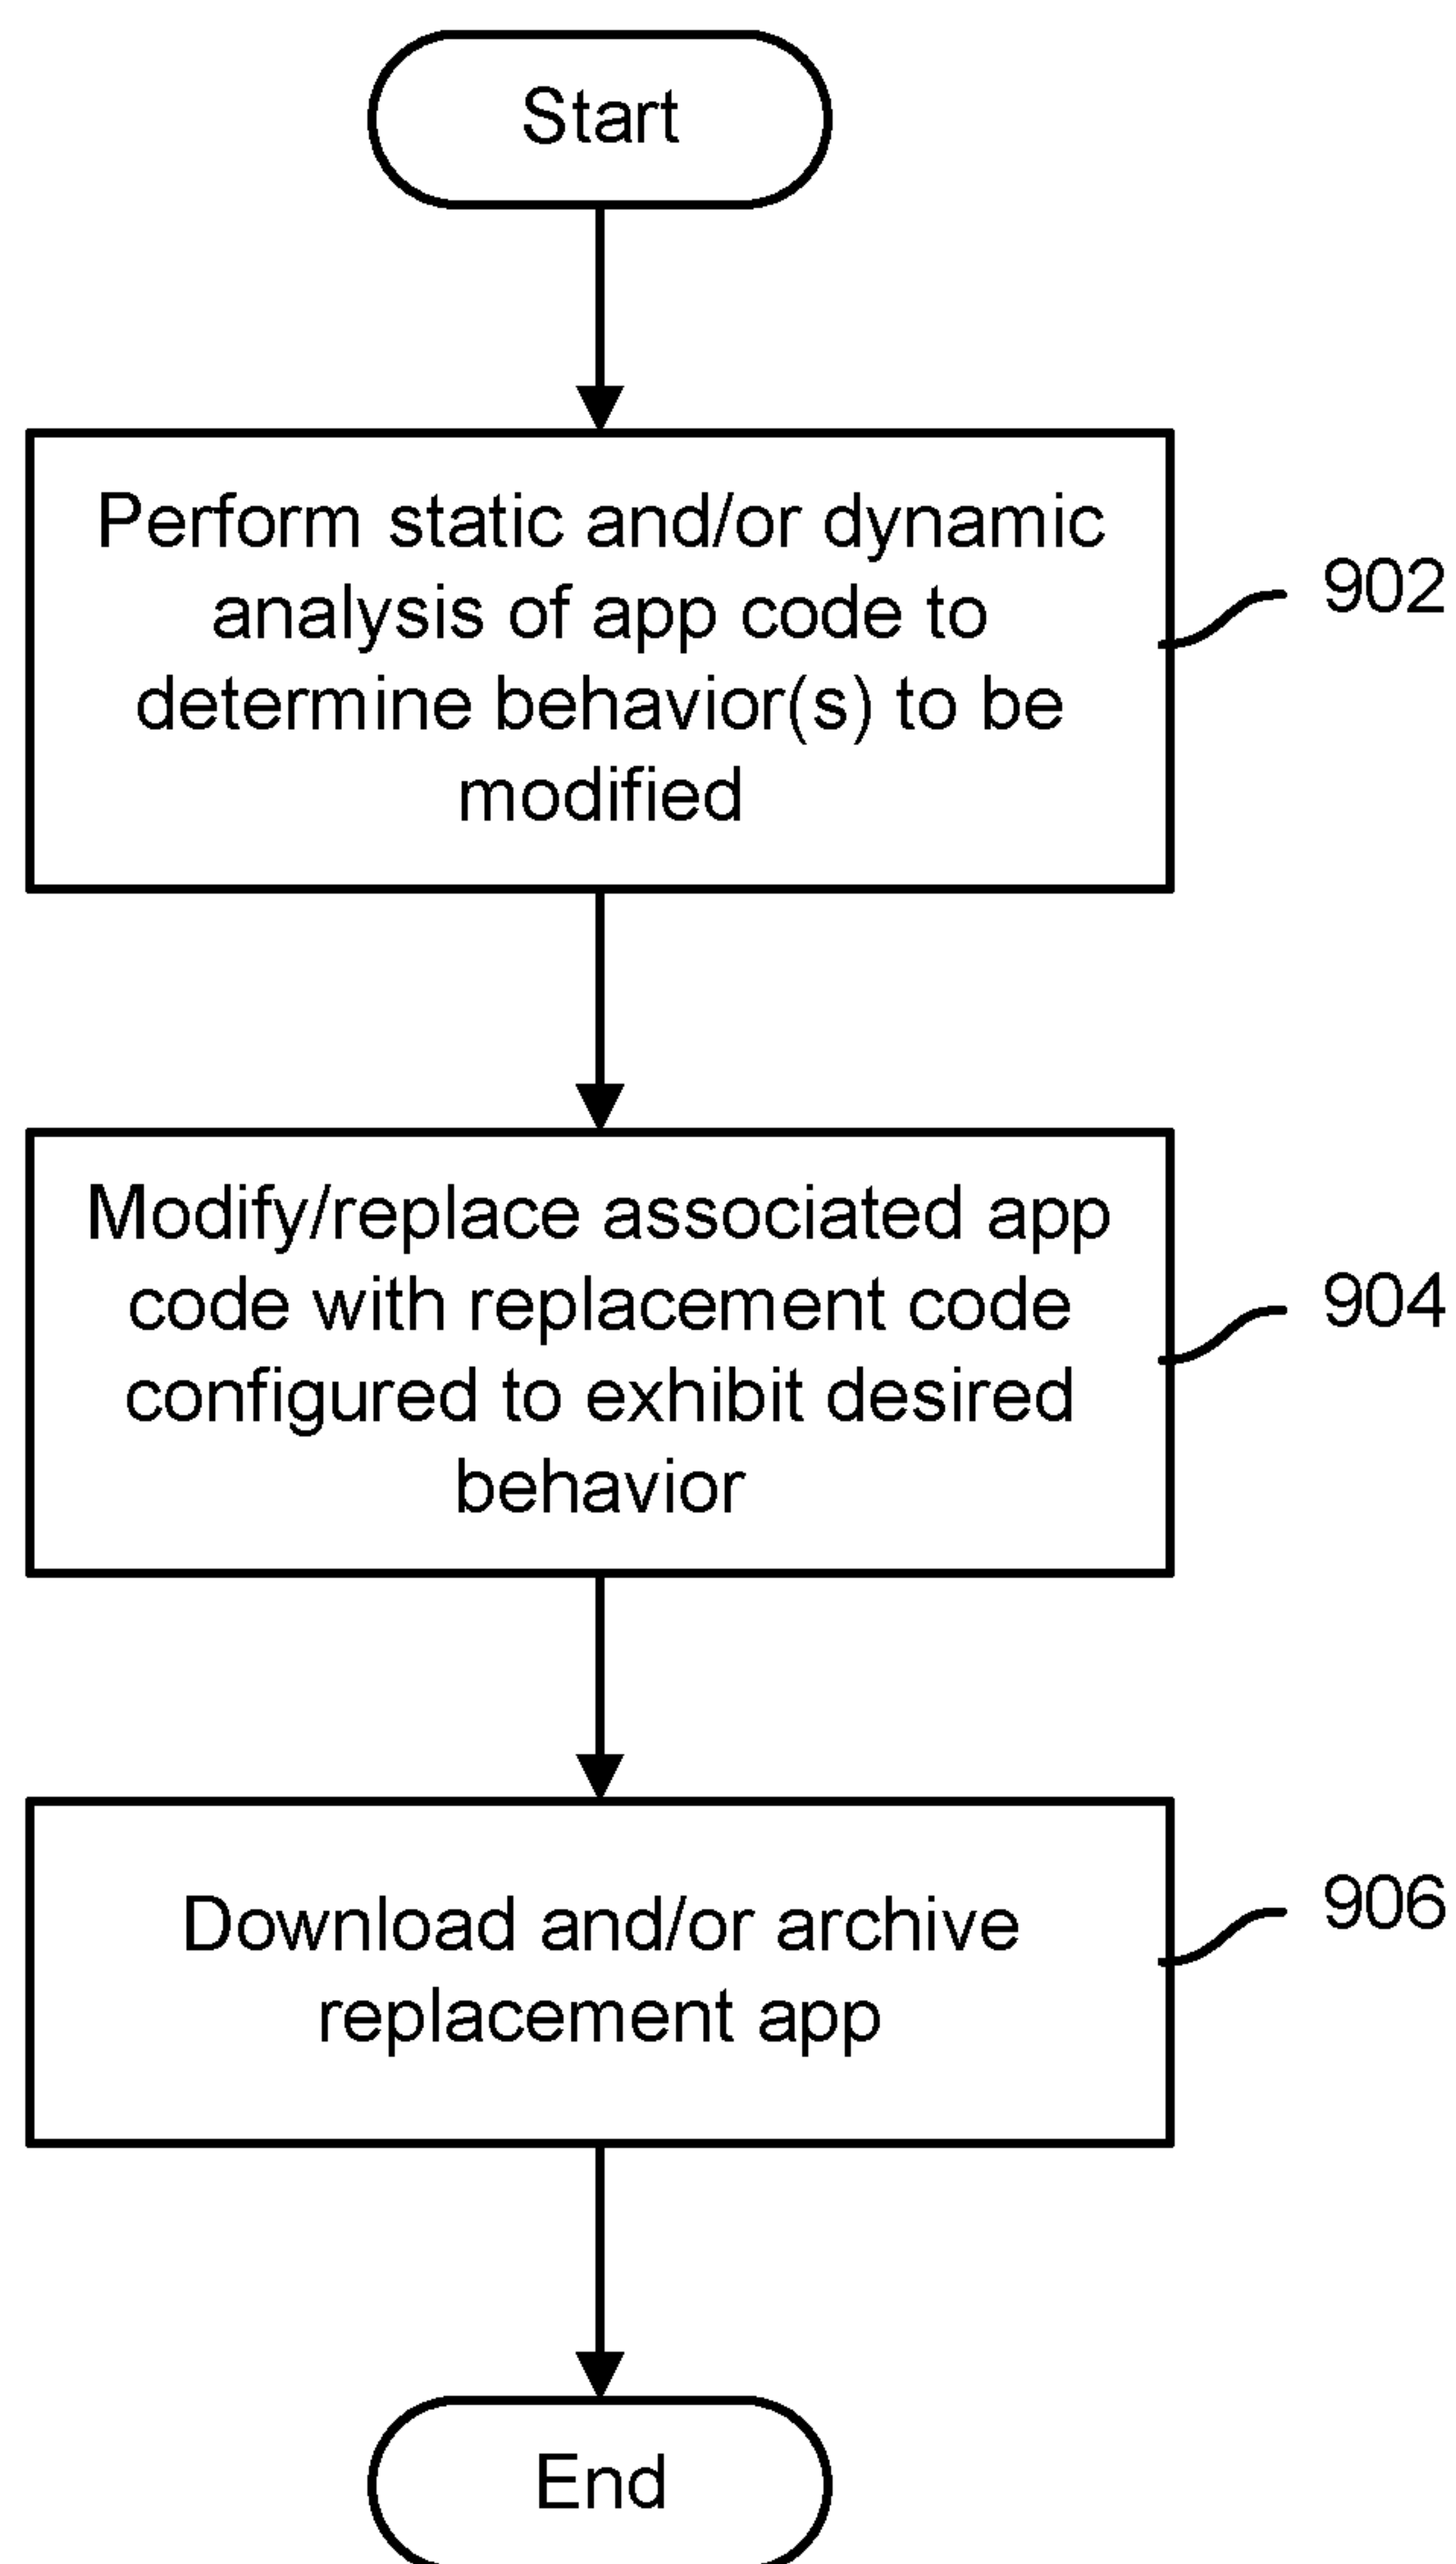 Start
Perform static and/or dynamic
analysis of app code to
determine behavior(s) to be
modified
902
Modify/replace associated app
code with replacement code
configured to exhibit desired
behavior
904
Download and/or archive
replacement app
906
End